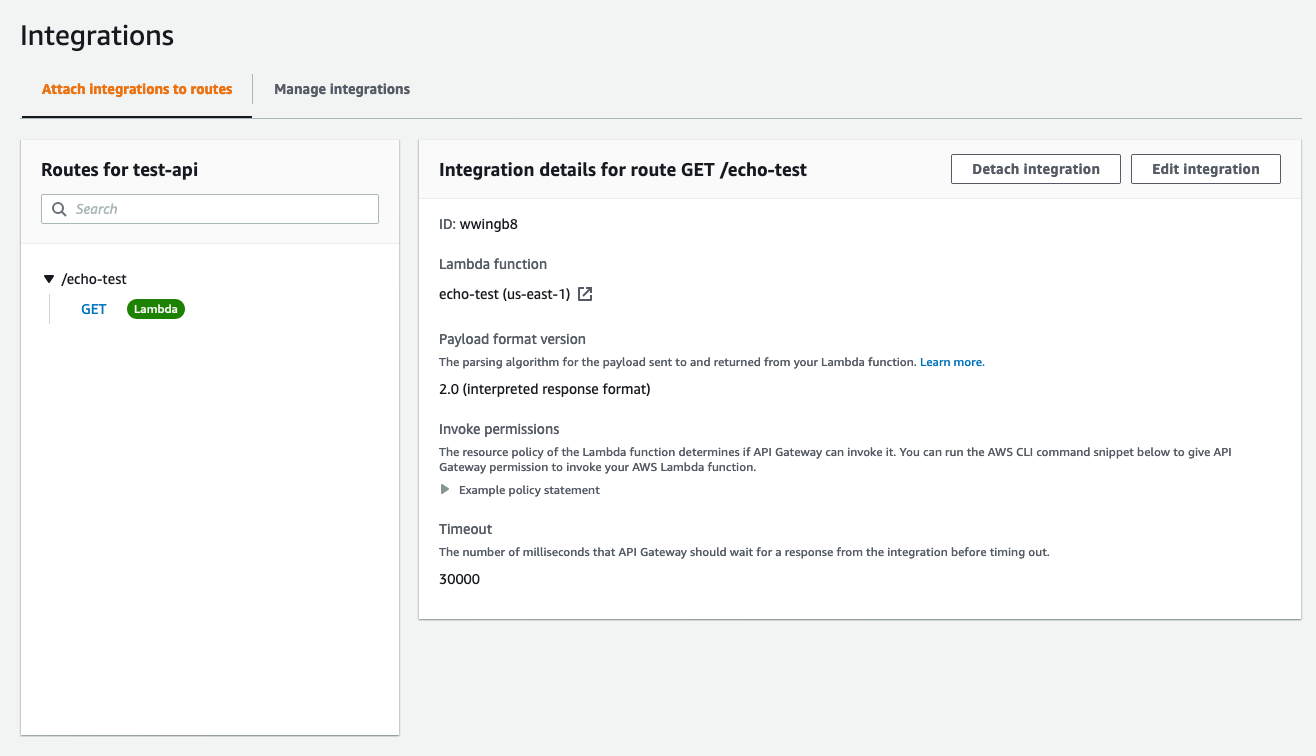 Integrations
Attach integrations to routes
Manage integrations
Routes for test-api
Search
/echo-test
GET
Lambda
Integration details for route GET /echo-test
Detach integration
Edit integration
ID: wwingb8
Lambda function
echo-test (us-east-1)
Payload format version
The parsing algorithm for the payload sent to and returned from your Lambda function. Learn more.
2.0 (interpreted response format)
Invoke permissions
The resource policy of the Lambda function determines if API Gateway can invoke it. You can run the AWS CLI command snippet below to give API
Gateway permission to invoke your AWS Lambda function.
Example policy statement
Timeout
The number of milliseconds that API Gateway should wait for a response from the integration before timing out.
30000